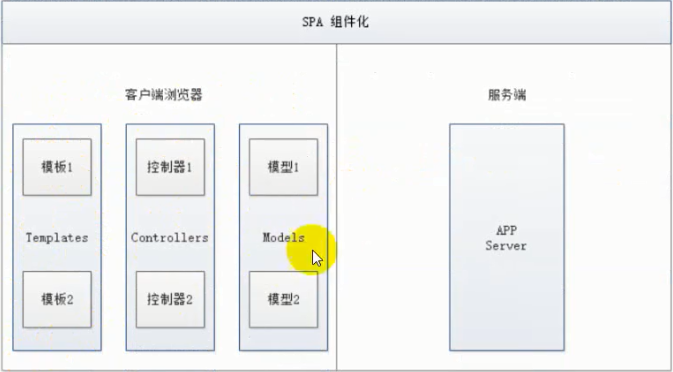 SPA 组件化
客户端浏览器
服务端
模板1
控制器1
模型1
Templates
Controllers
Models
APP
Server
模板2
控制器2
模型2